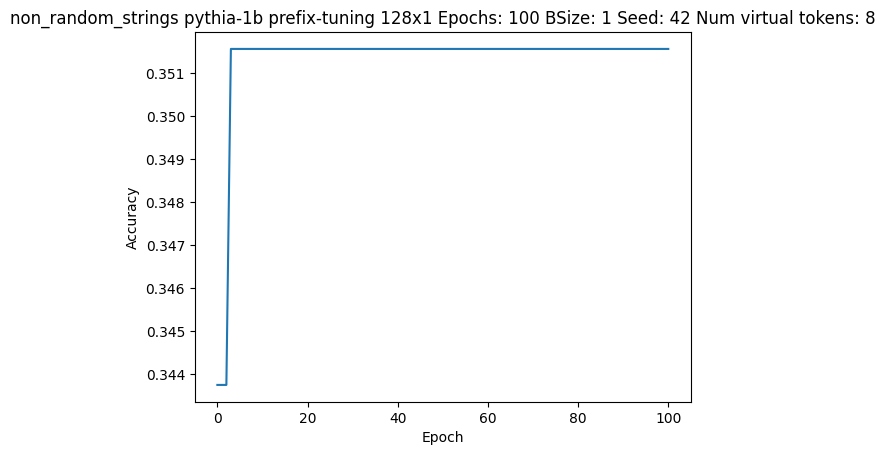 non_random_strings pythia-1b prefix-tuning 128x1 Epochs: 100 BSize: 1 Seed: 42 Num virtual tokens: 8
0.351
0.350
0.349
0.348
0.347
0.346
0.345
0.344
Accuracy
0 20 40 60 80 100
Epoch